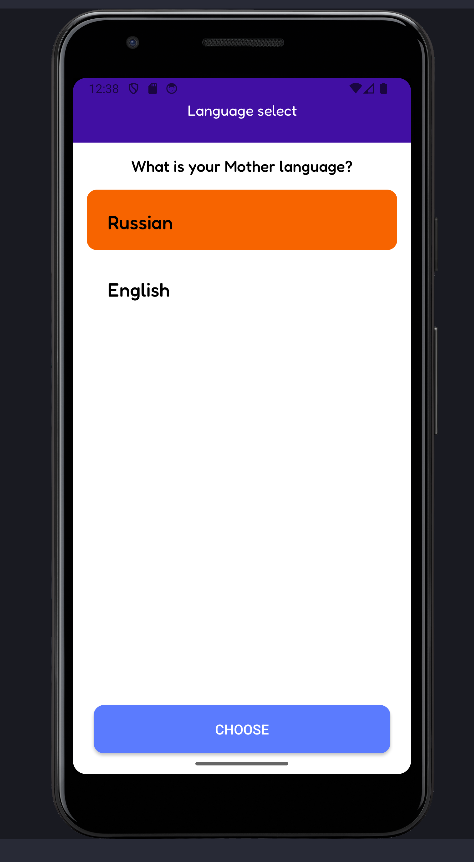 12:38
Language select
What is your Mother language?
Russian
English
CHOOSE